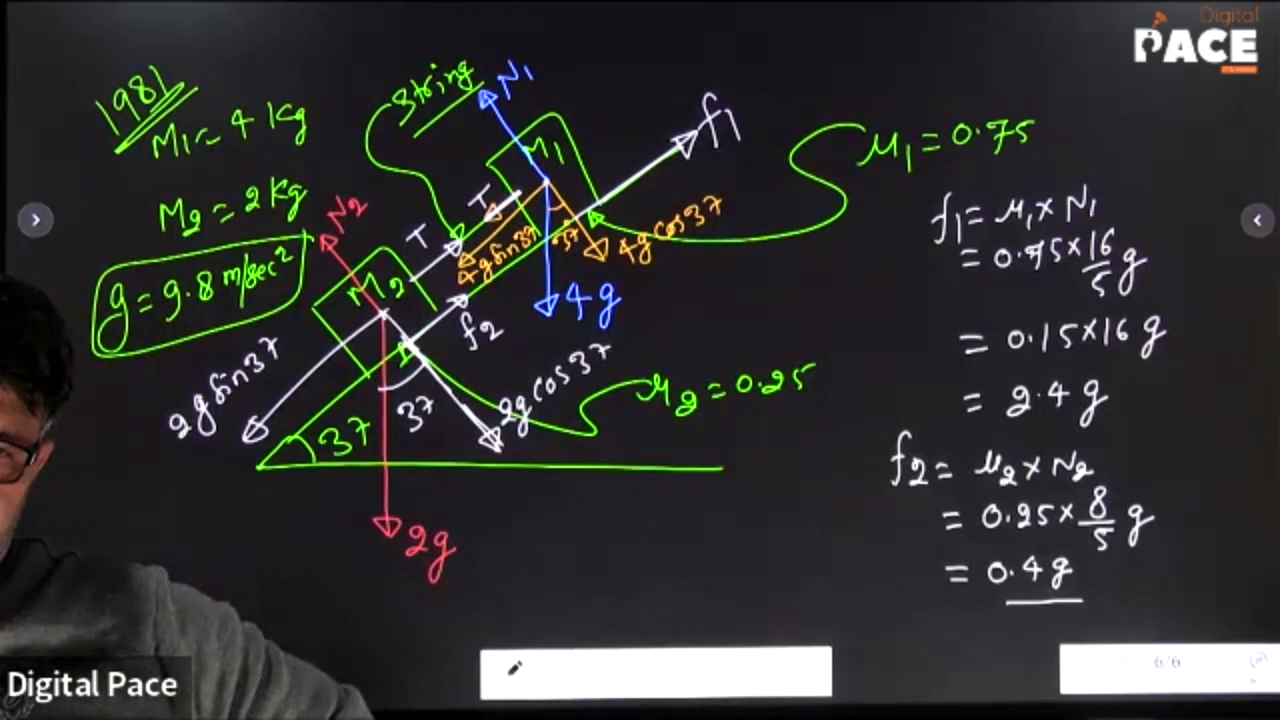 Digital
PACE
1981
M1 = 4 Kg
M2 = 2 Kg
g = 9.8 m/sec²
String
N1
M1
f1
μ1 = 0.75
T
4g sin37
37
4g cos37
4g
N2
T
M2
f2
2g sin37
37
37
2g cos37
μ2 = 0.25
2g
f1 = μ1 × N1
= 0.75 × 16/5 g
= 0.15 × 16 g
= 2.4 g
f2 = μ2 × N2
= 0.25 × 8/5 g
= 0.4 g
Digital Pace
6/6